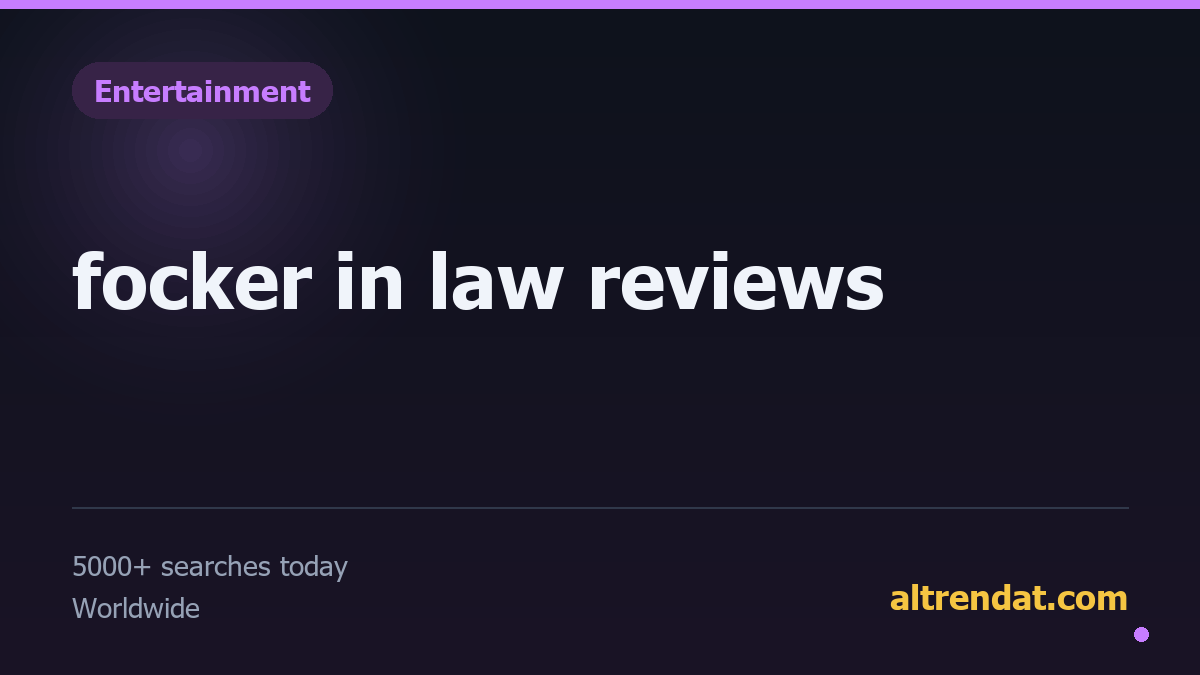 Entertainment
focker in law reviews
5000+ searches today
Worldwide
altrendat.com